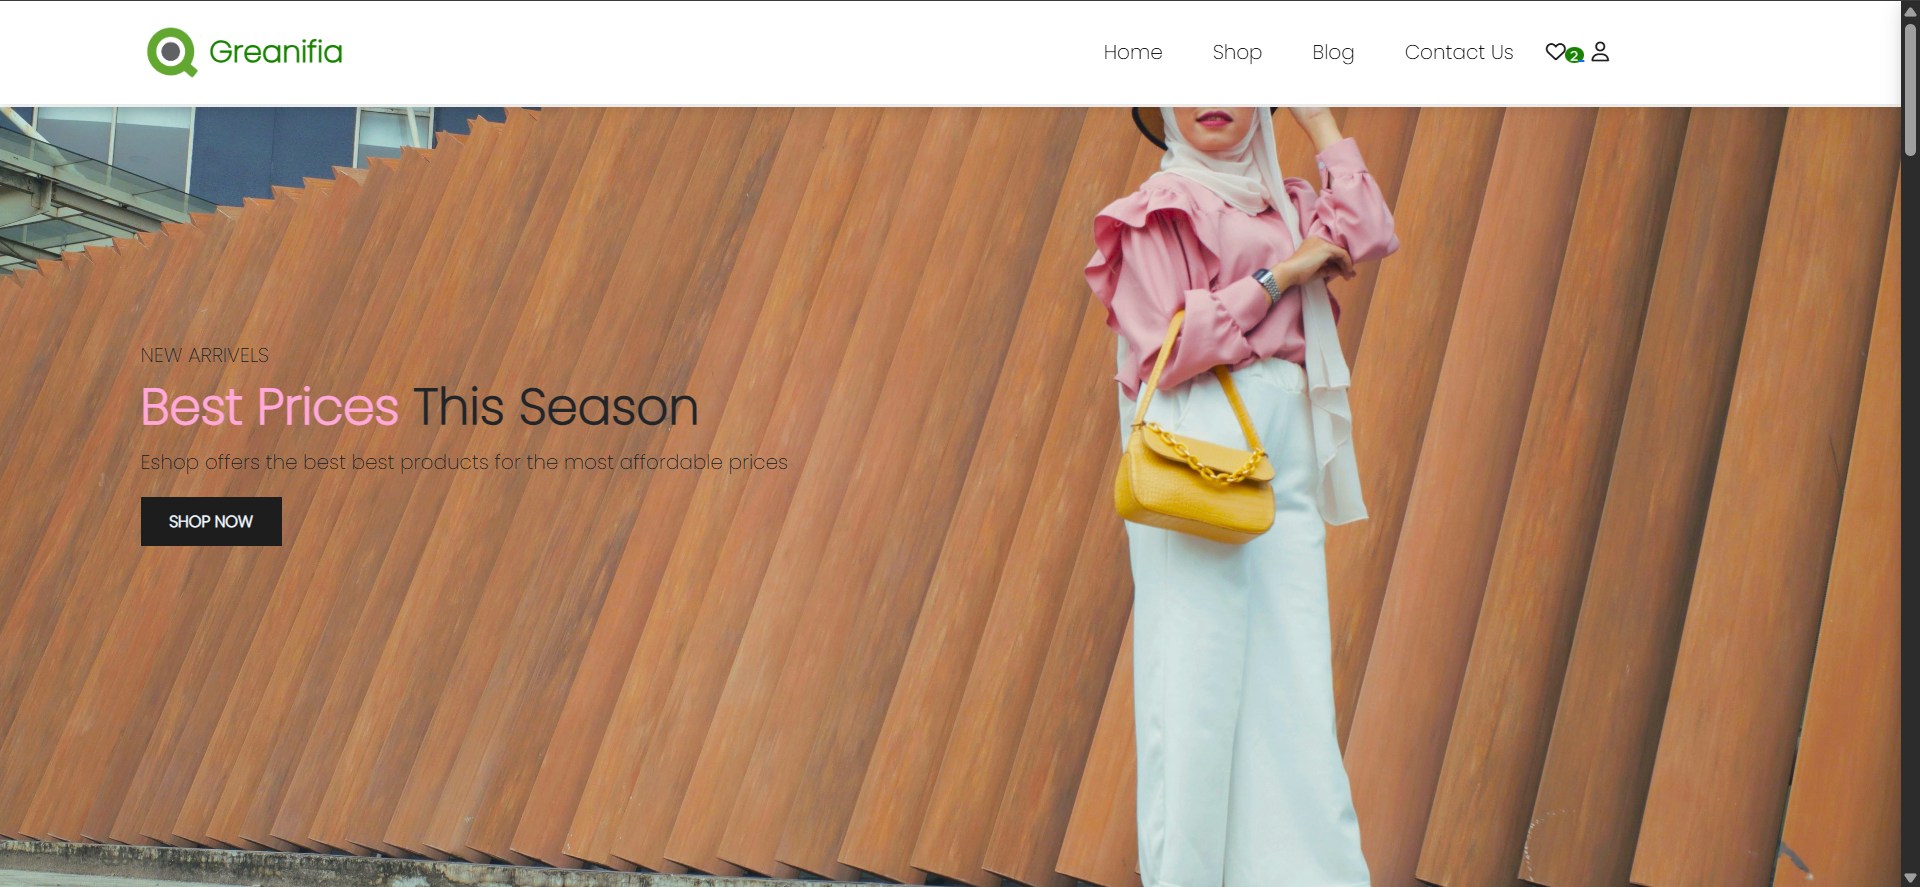 Greanifia
Home Shop Blog Contact Us 2
NEW ARRIVELS
Best Prices This Season
Eshop offers the best best products for the most affordable prices
SHOP NOW